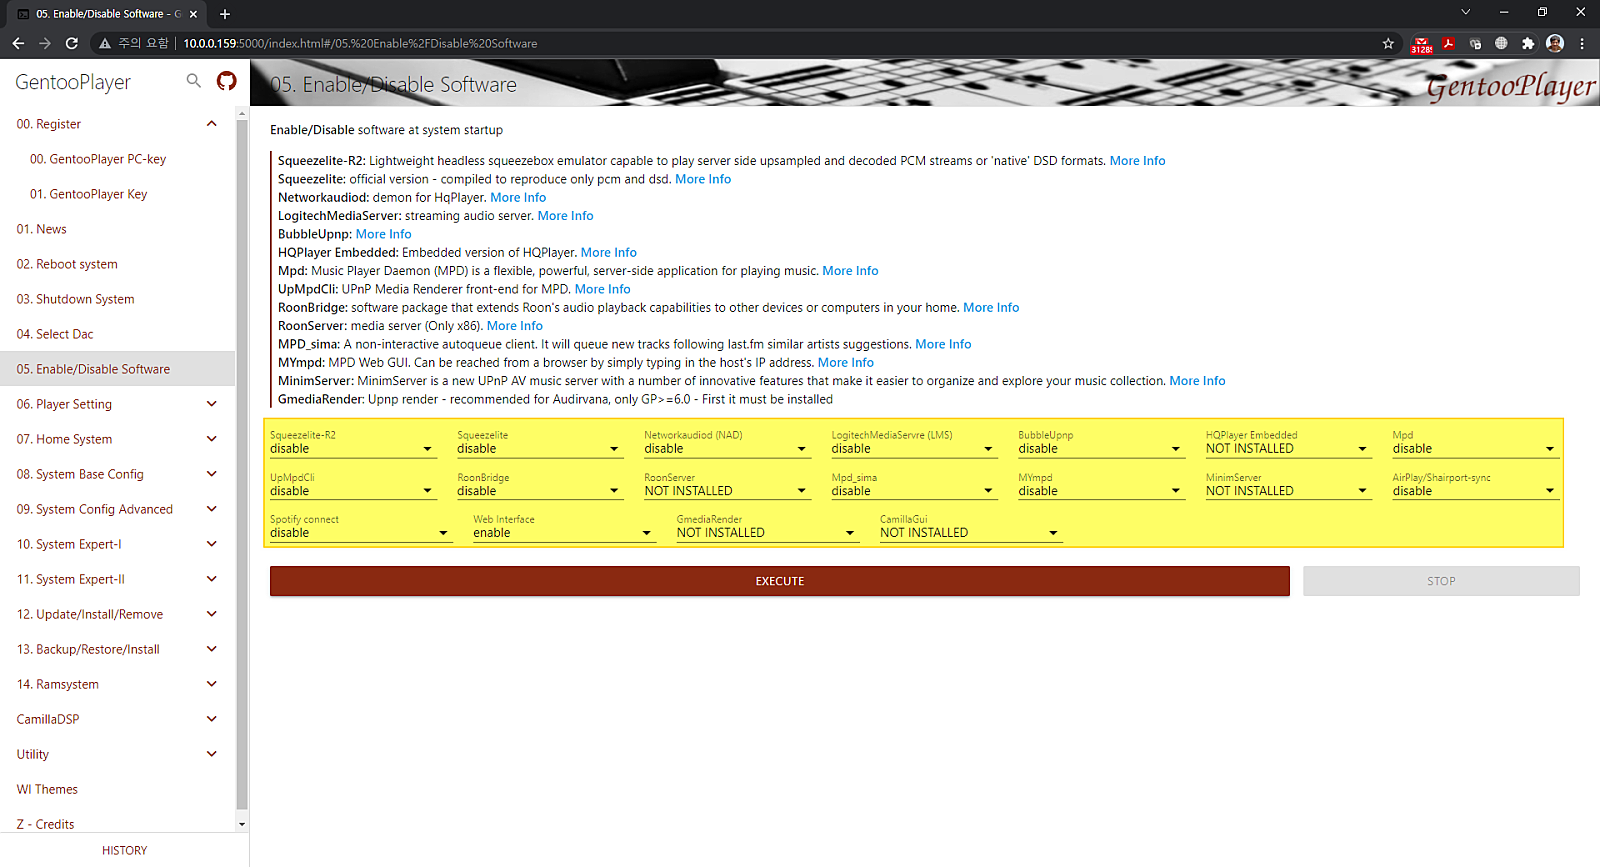 05. Enable/Disable Software - G
주의 요함 | 10.0.0.159:5000/index.html#/05.%20Enable%2FDisable%20Software
31285
GentooPlayer
05. Enable/Disable Software
GentooPlayer
00. Register
00. GentooPlayer PC-key
01. GentooPlayer Key
01. News
02. Reboot system
03. Shutdown System
04. Select Dac
05. Enable/Disable Software
06. Player Setting
07. Home System
08. System Base Config
09. System Config Advanced
10. System Expert-I
11. System Expert-II
12. Update/Install/Remove
13. Backup/Restore/Install
14. Ramsystem
CamillaDSP
Utility
WI Themes
Z - Credits
HISTORY
Enable/Disable software at system startup
Squeezelite-R2: Lightweight headless squeezebox emulator capable to play server side upsampled and decoded PCM streams or 'native' DSD formats. More Info
Squeezelite: official version - compiled to reproduce only pcm and dsd. More Info
Networkaudiod: demon for HqPlayer. More Info
LogitechMediaServer: streaming audio server. More Info
BubbleUpnp: More Info
HQPlayer Embedded: Embedded version of HQPlayer. More Info
Mpd: Music Player Daemon (MPD) is a flexible, powerful, server-side application for playing music. More Info
UpMpdCli: UPnP Media Renderer front-end for MPD. More Info
RoonBridge: software package that extends Roon's audio playback capabilities to other devices or computers in your home. More Info
RoonServer: media server (Only x86). More Info
MPD_sima: A non-interactive autoqueue client. It will queue new tracks following last.fm similar artists suggestions. More Info
MYmpd: MPD Web GUI. Can be reached from a browser by simply typing in the host's IP address. More Info
MinimServer: MinimServer is a new UPnP AV music server with a number of innovative features that make it easier to organize and explore your music collection. More Info
GmediaRender: Upnp render - recommended for Audirvana, only GP>=6.0 - First it must be installed
Squeezelite-R2 Squeezelite Networkaudiod (NAD) LogitechMediaServre (LMS) BubbleUpnp HQPlayer Embedded Mpd
disable disable disable disable disable NOT INSTALLED disable
UpMpdCli RoonBridge RoonServer Mpd_sima MYmpd MinimServer AirPlay/Shairport-sync
disable disable NOT INSTALLED disable disable NOT INSTALLED disable
Spotify connect Web Interface GmediaRender CamillaGui
disable enable NOT INSTALLED NOT INSTALLED
EXECUTE STOP